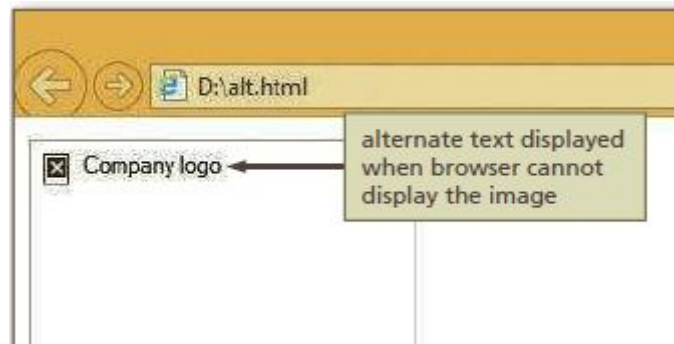 D:\alt.html
Company logo
alternate text displayed
when browser cannot
display the image